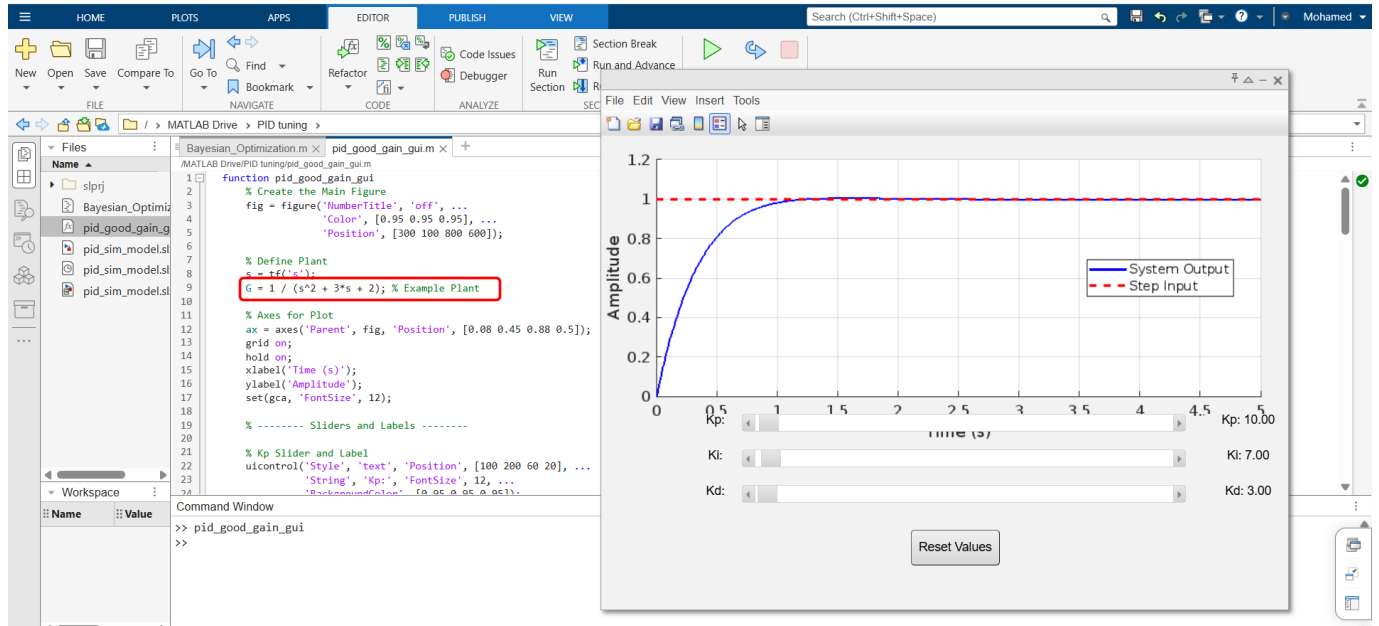 HOME PLOTS APPS EDITOR PUBLISH VIEW Search (Ctrl+Shift+Space) Mohamed
New Open Save Compare To Go To Find Bookmark Refactor Code Issues Debugger Run Section Section Break Run and Advance
FILE NAVIGATE CODE ANALYZE
/ › MATLAB Drive › PID tuning ›
Files
Name
slprj
Bayesian_Optimiz
pid_good_gain_g
pid_sim_model.sl
pid_sim_model.sl
pid_sim_model.sl
Workspace
Name Value
Bayesian_Optimization.m × pid_good_gain_gui.m × +
/MATLAB Drive/PID tuning/pid_good_gain_gui.m
1 function pid_good_gain_gui
2 % Create the Main Figure
3 fig = figure('NumberTitle', 'off', ...
4 'Color', [0.95 0.95 0.95], ...
5 'Position', [300 100 800 600]);
6
7 % Define Plant
8 s = tf('s');
9 G = 1 / (s^2 + 3*s + 2); % Example Plant
10
11 % Axes for Plot
12 ax = axes('Parent', fig, 'Position', [0.08 0.45 0.88 0.5]);
13 grid on;
14 hold on;
15 xlabel('Time (s)');
16 ylabel('Amplitude');
17 set(gca, 'FontSize', 12);
18
19 % -------- Sliders and Labels --------
20
21 % Kp Slider and Label
22 uicontrol('Style', 'text', 'Position', [100 200 60 20], ...
23 'String', 'Kp:', 'FontSize', 12, ...
24 'BackgroundColor', [0.95 0.95 0.95]);
Command Window
>> pid_good_gain_gui
>>
File Edit View Insert Tools
1.2
1
0.8
0.6
0.4
0.2
0
Amplitude
System Output
Step Input
0 0.5 1 1.5 2 2.5 3 3.5 4 4.5 5
Time (s)
Kp: Kp: 10.00
Ki: Ki: 7.00
Kd: Kd: 3.00
Reset Values